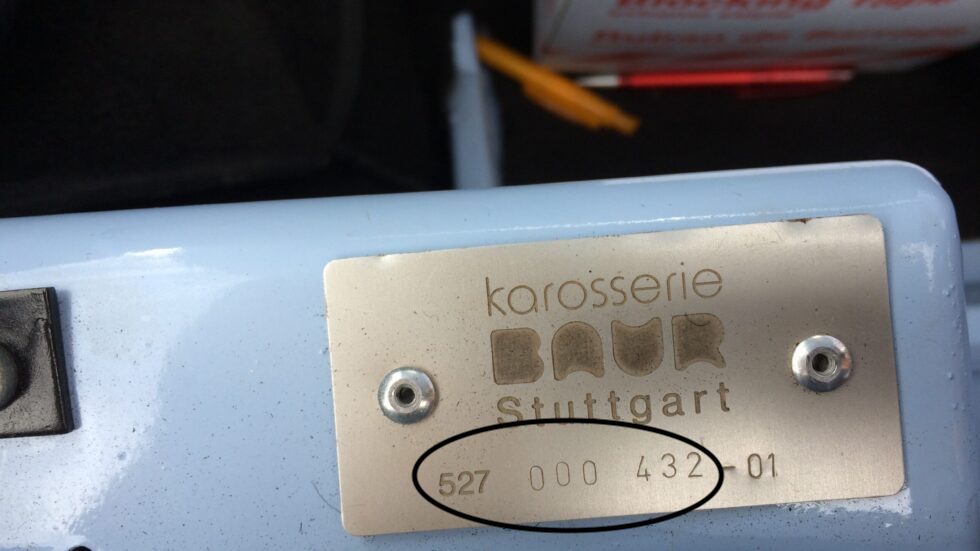 karosserie
BAUR
Stuttgart
527 000 432-01